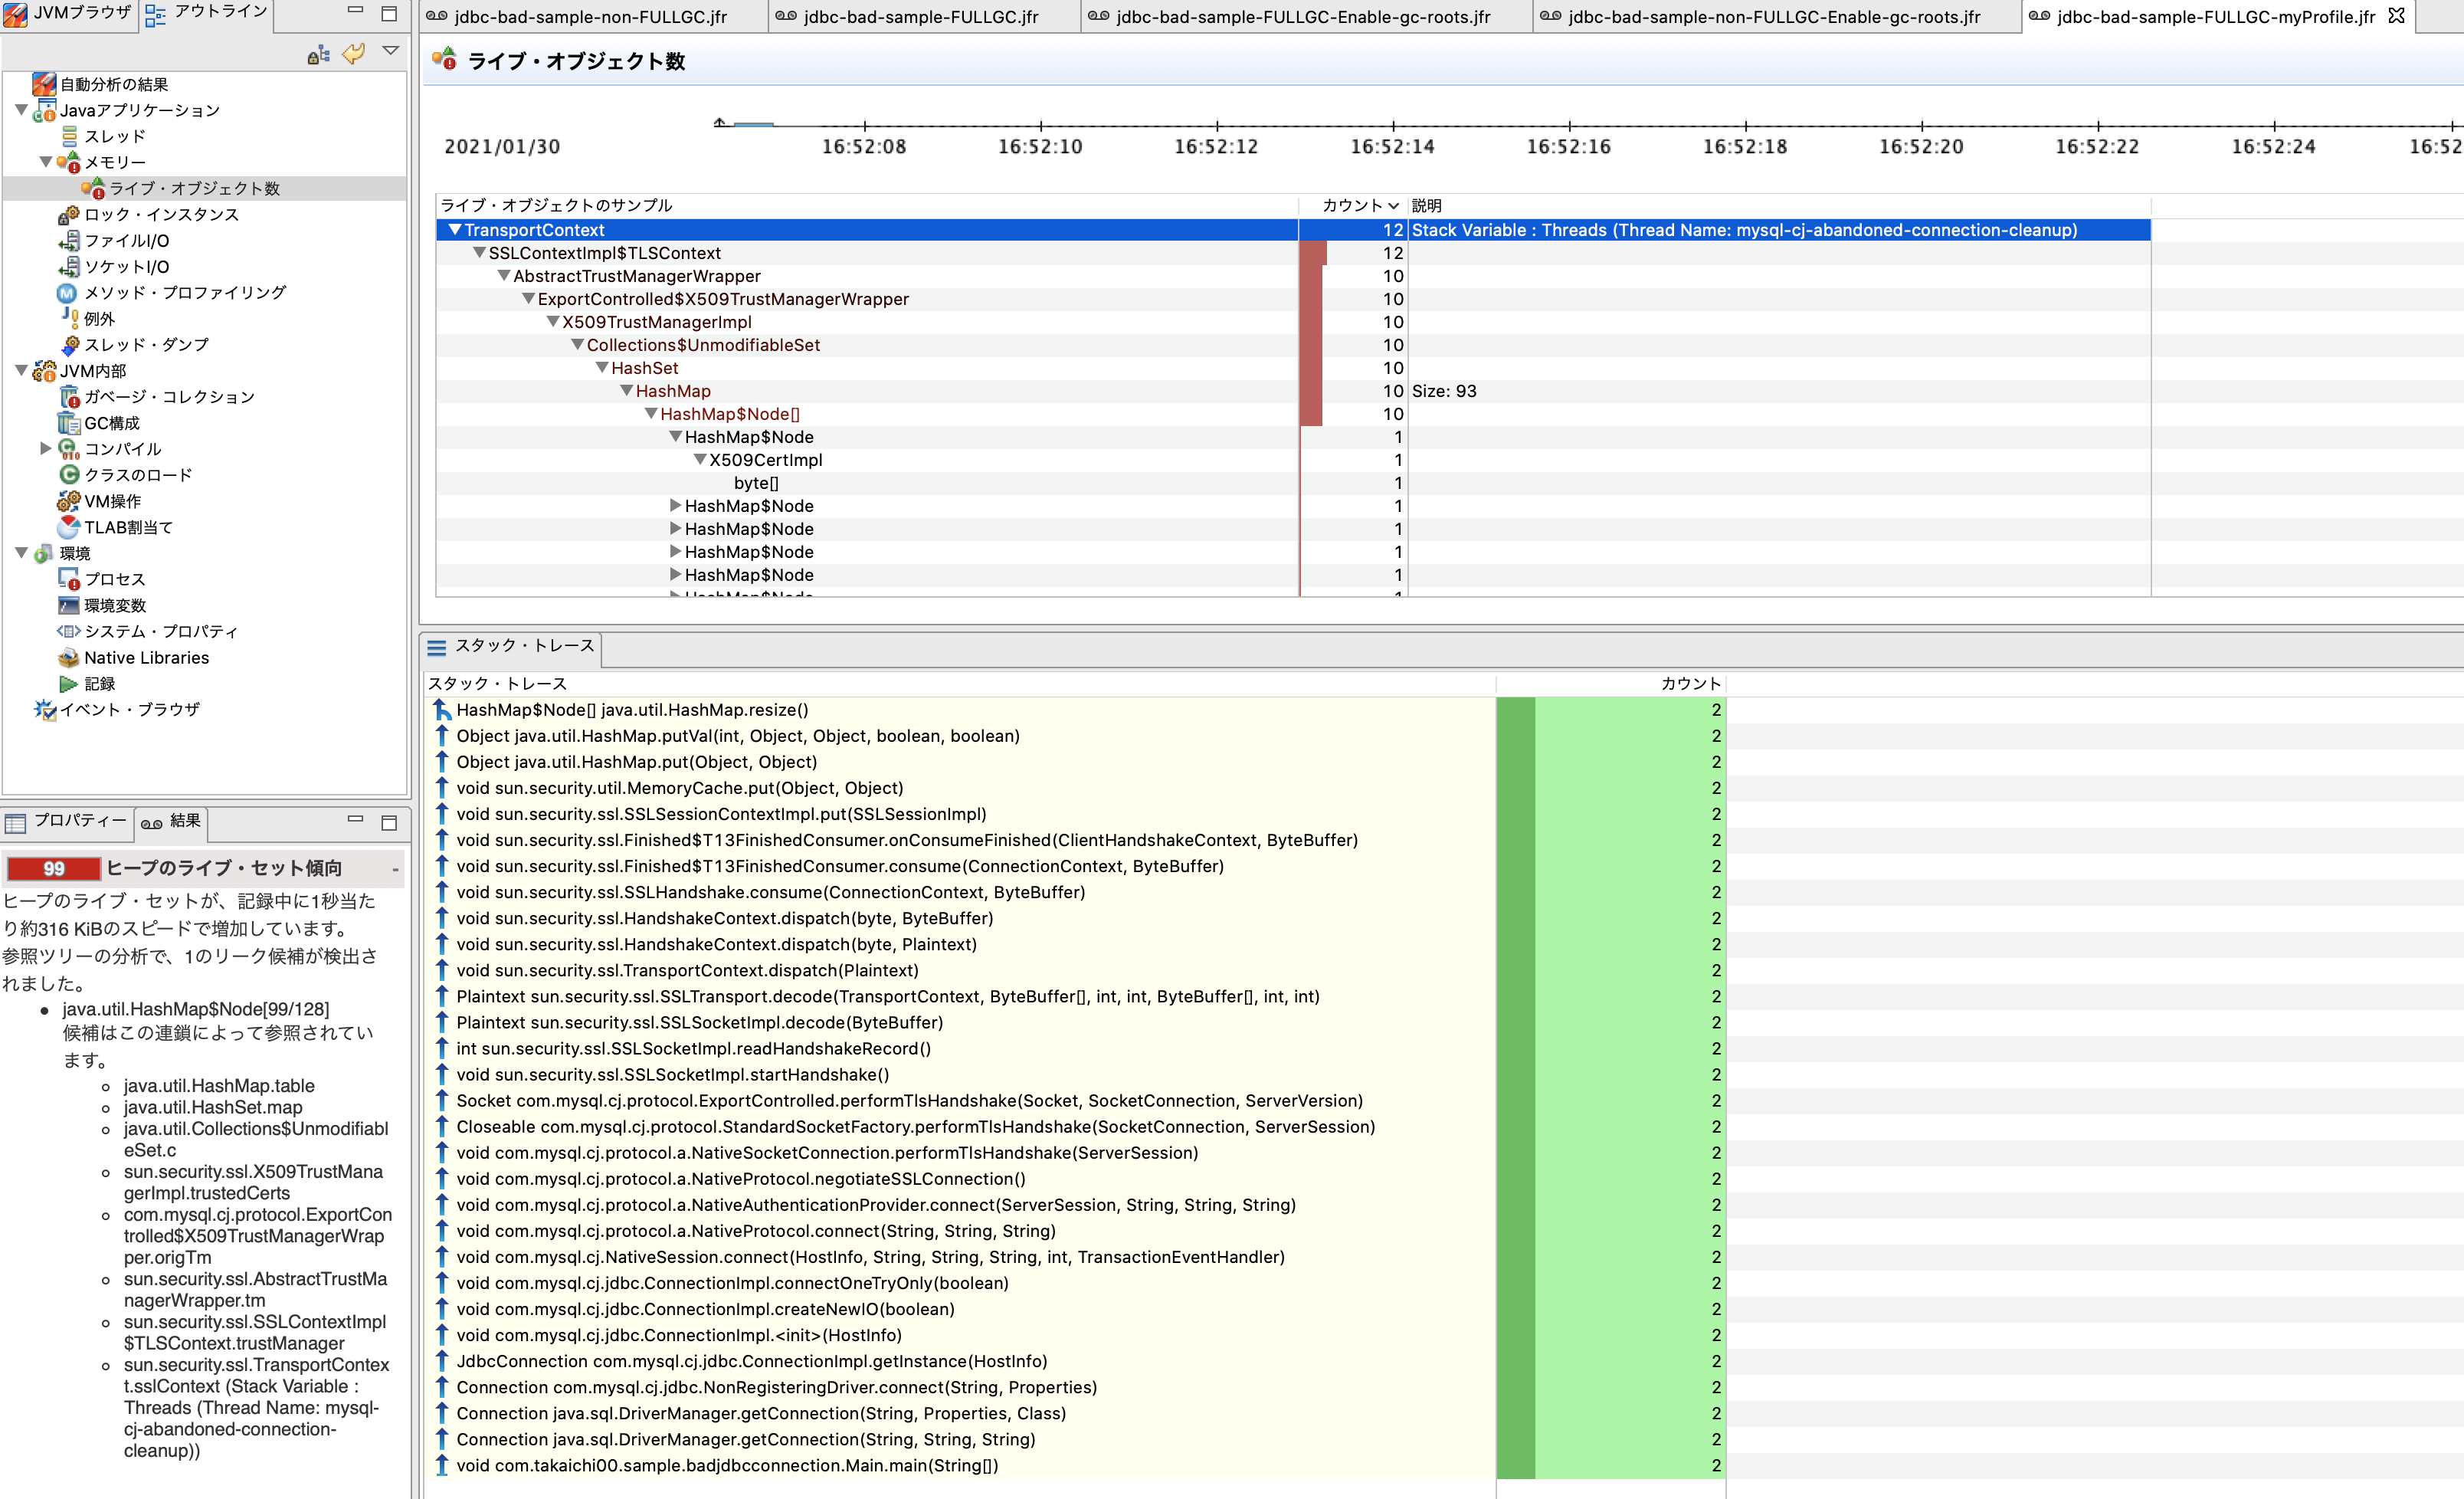 JVMブラウザ
アウトライン
自動分析の結果
Javaアプリケーション
スレッド
メモリー
ライブ・オブジェクト数
ロック・インスタンス
ファイルI/O
ソケットI/O
メソッド・プロファイリング
例外
スレッド・ダンプ
JVM内部
ガベージ・コレクション
GC構成
コンパイル
クラスのロード
VM操作
TLAB割当て
環境
プロセス
環境変数
システム・プロパティ
Native Libraries
記録
イベント・ブラウザ
プロパティー
結果
99 ヒープのライブ・セット傾向 -
ヒープのライブ・セットが、記録中に1秒当た
り約316 KiBのスピードで増加しています。
参照ツリーの分析で、1のリーク候補が検出さ
れました。
java.util.HashMap$Node[99/128]
候補はこの連鎖によって参照されてい
ます。
java.util.HashMap.table
java.util.HashSet.map
java.util.Collections$Unmodifiabl
eSet.c
sun.security.ssl.X509TrustMana
gerImpl.trustedCerts
com.mysql.cj.protocol.ExportCon
trolled$X509TrustManagerWrap
per.origTm
sun.security.ssl.AbstractTrustMa
nagerWrapper.tm
sun.security.ssl.SSLContextImpl
$TLSContext.trustManager
sun.security.ssl.TransportContex
t.sslContext (Stack Variable :
Threads (Thread Name: mysql-
cj-abandoned-connection-
cleanup))
jdbc-bad-sample-non-FULLGC.jfr
jdbc-bad-sample-FULLGC.jfr
jdbc-bad-sample-FULLGC-Enable-gc-roots.jfr
jdbc-bad-sample-non-FULLGC-Enable-gc-roots.jfr
jdbc-bad-sample-FULLGC-myProfile.jfr
ライブ・オブジェクト数
2021/01/30 16:52:08 16:52:10 16:52:12 16:52:14 16:52:16 16:52:18 16:52:20 16:52:22 16:52:24 16:52
ライブ・オブジェクトのサンプル カウント 説明
TransportContext 12 Stack Variable : Threads (Thread Name: mysql-cj-abandoned-connection-cleanup)
SSLContextImpl$TLSContext 12
AbstractTrustManagerWrapper 10
ExportControlled$X509TrustManagerWrapper 10
X509TrustManagerImpl 10
Collections$UnmodifiableSet 10
HashSet 10
HashMap 10 Size: 93
HashMap$Node[] 10
HashMap$Node 1
X509CertImpl 1
byte[] 1
HashMap$Node 1
HashMap$Node 1
HashMap$Node 1
HashMap$Node 1
HashMap$Node 1
スタック・トレース
スタック・トレース カウント
HashMap$Node[] java.util.HashMap.resize() 2
Object java.util.HashMap.putVal(int, Object, Object, boolean, boolean) 2
Object java.util.HashMap.put(Object, Object) 2
void sun.security.util.MemoryCache.put(Object, Object) 2
void sun.security.ssl.SSLSessionContextImpl.put(SSLSessionImpl) 2
void sun.security.ssl.Finished$T13FinishedConsumer.onConsumeFinished(ClientHandshakeContext, ByteBuffer) 2
void sun.security.ssl.Finished$T13FinishedConsumer.consume(ConnectionContext, ByteBuffer) 2
void sun.security.ssl.SSLHandshake.consume(ConnectionContext, ByteBuffer) 2
void sun.security.ssl.HandshakeContext.dispatch(byte, ByteBuffer) 2
void sun.security.ssl.HandshakeContext.dispatch(byte, Plaintext) 2
void sun.security.ssl.TransportContext.dispatch(Plaintext) 2
Plaintext sun.security.ssl.SSLTransport.decode(TransportContext, ByteBuffer[], int, int, ByteBuffer[], int, int) 2
Plaintext sun.security.ssl.SSLSocketImpl.decode(ByteBuffer) 2
int sun.security.ssl.SSLSocketImpl.readHandshakeRecord() 2
void sun.security.ssl.SSLSocketImpl.startHandshake() 2
Socket com.mysql.cj.protocol.ExportControlled.performTlsHandshake(Socket, SocketConnection, ServerVersion) 2
Closeable com.mysql.cj.protocol.StandardSocketFactory.performTlsHandshake(SocketConnection, ServerSession) 2
void com.mysql.cj.protocol.a.NativeSocketConnection.performTlsHandshake(ServerSession) 2
void com.mysql.cj.protocol.a.NativeProtocol.negotiateSSLConnection() 2
void com.mysql.cj.protocol.a.NativeAuthenticationProvider.connect(ServerSession, String, String, String) 2
void com.mysql.cj.protocol.a.NativeProtocol.connect(String, String, String) 2
void com.mysql.cj.NativeSession.connect(HostInfo, String, String, String, int, TransactionEventHandler) 2
void com.mysql.cj.jdbc.ConnectionImpl.connectOneTryOnly(boolean) 2
void com.mysql.cj.jdbc.ConnectionImpl.createNewIO(boolean) 2
void com.mysql.cj.jdbc.ConnectionImpl.<init>(HostInfo) 2
JdbcConnection com.mysql.cj.jdbc.ConnectionImpl.getInstance(HostInfo) 2
Connection com.mysql.cj.jdbc.NonRegisteringDriver.connect(String, Properties) 2
Connection java.sql.DriverManager.getConnection(String, Properties, Class) 2
Connection java.sql.DriverManager.getConnection(String, String, String) 2
void com.takaichi00.sample.badjdbcconnection.Main.main(String[]) 2